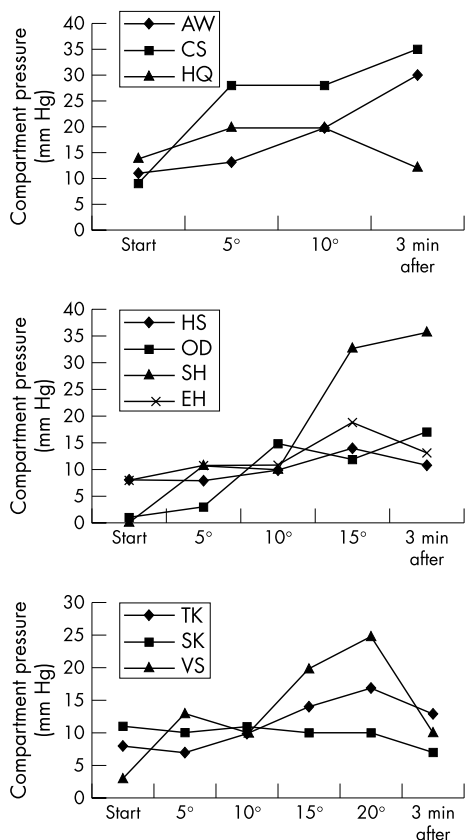 Compartment pressure
(mm Hg)
40
35
30
25
20
15
10
5
0
AW
CS
HQ
Start
5°
10°
3 min
after
Compartment pressure
(mm Hg)
40
35
30
25
20
15
10
5
0
HS
OD
SH
EH
Start
5°
10°
15°
3 min
after
Compartment pressure
(mm Hg)
30
25
20
15
10
5
0
TK
SK
VS
Start
5°
10°
15°
20°
3 min
after